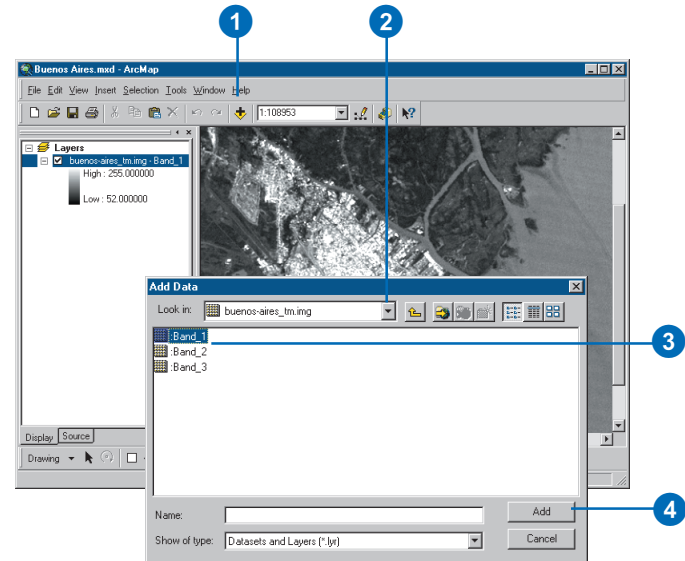 1 2
Buenos Aires.mxd - ArcMap
File Edit View Insert Selection Tools Window Help
1:108953
Layers
buenos-aires_tm.img - Band_1
High : 255.000000
Low : 52.000000
Add Data
Look in: buenos-aires_tm.img
:Band_1
3
:Band_2
:Band_3
Display Source
Drawing
Name: Add
4
Show of type: Datasets and Layers (*.lyr) Cancel